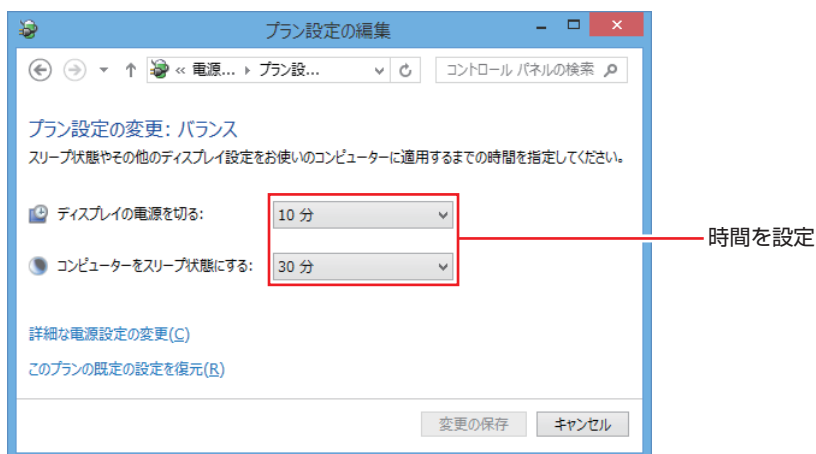 プラン設定の編集
« 電源... プラン設...
コントロール パネルの検索
プラン設定の変更: バランス
スリープ状態やその他のディスプレイ設定をお使いのコンピューターに適用するまでの時間を指定してください。
ディスプレイの電源を切る: 10 分
時間を設定
コンピューターをスリープ状態にする: 30 分
詳細な電源設定の変更(C)
このプランの既定の設定を復元(R)
変更の保存 キャンセル